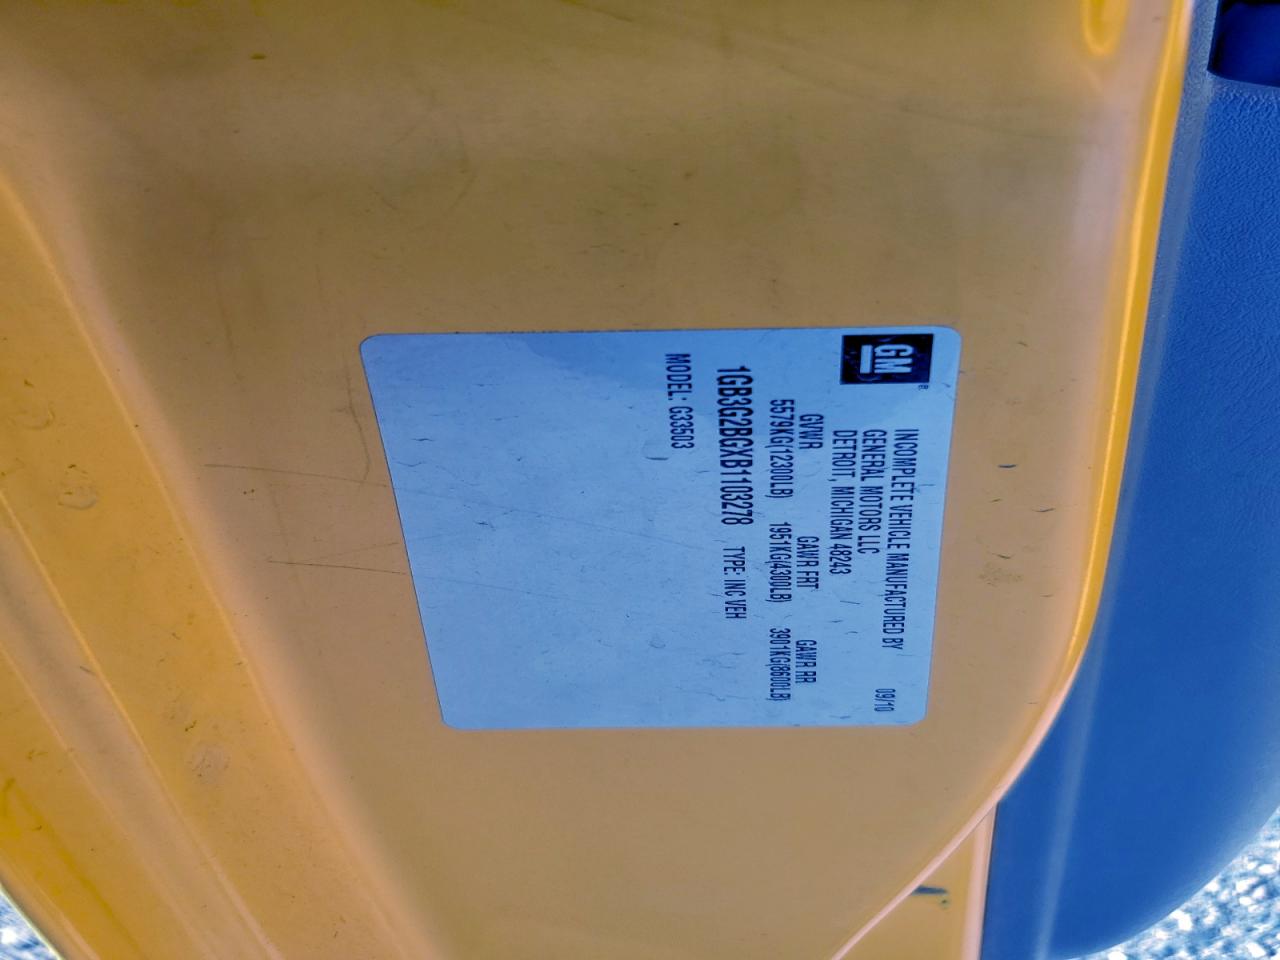 GM®
INCOMPLETE VEHICLE MANUFACTURED BY 09/10
GENERAL MOTORS LLC
DETROIT, MICHIGAN 48243
GVWR GAWR FRT GAWR RR
5579KG(12300LB) 1951KG(4300LB) 3901KG(8600LB)
1GB3G2BGXB1103278 TYPE: INC VEH
MODEL: G33503